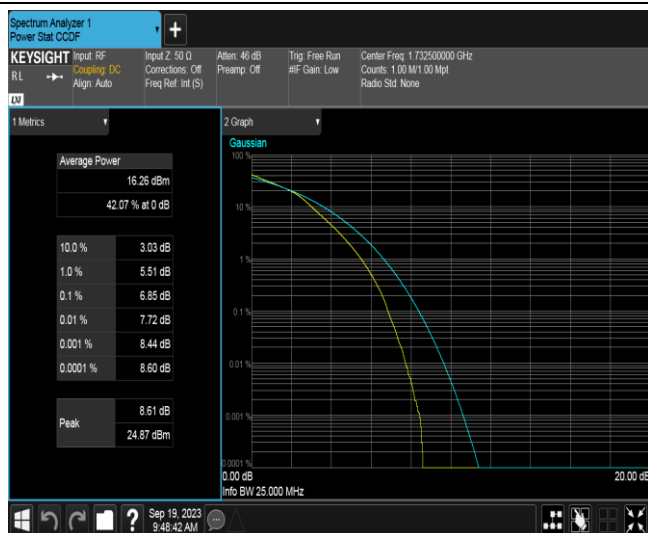 Spectrum Analyzer 1
Power Stat CCDF
+
KEYSIGHT
RL
LXI
Input: RF
Coupling: DC
Align: Auto
Input Z: 50 Ω
Corrections: Off
Freq Ref: Int (S)
Atten: 46 dB
Preamp: Off
Trig: Free Run
#IF Gain: Low
Center Freq: 1.732500000 GHz
Counts: 1.00 M/1.00 Mpt
Radio Std: None
1 Metrics
Average Power
16.26 dBm
42.07 % at 0 dB
10.0 % 3.03 dB
1.0 % 5.51 dB
0.1 % 6.85 dB
0.01 % 7.72 dB
0.001 % 8.44 dB
0.0001 % 8.60 dB
Peak
8.61 dB
24.87 dBm
2 Graph
Gaussian
100 %
10 %
1 %
0.1 %
0.01 %
0.001 %
0.0001 %
0.00 dB 20.00 dB
Info BW 25.000 MHz
?
Sep 19, 2023
9:48:42 AM